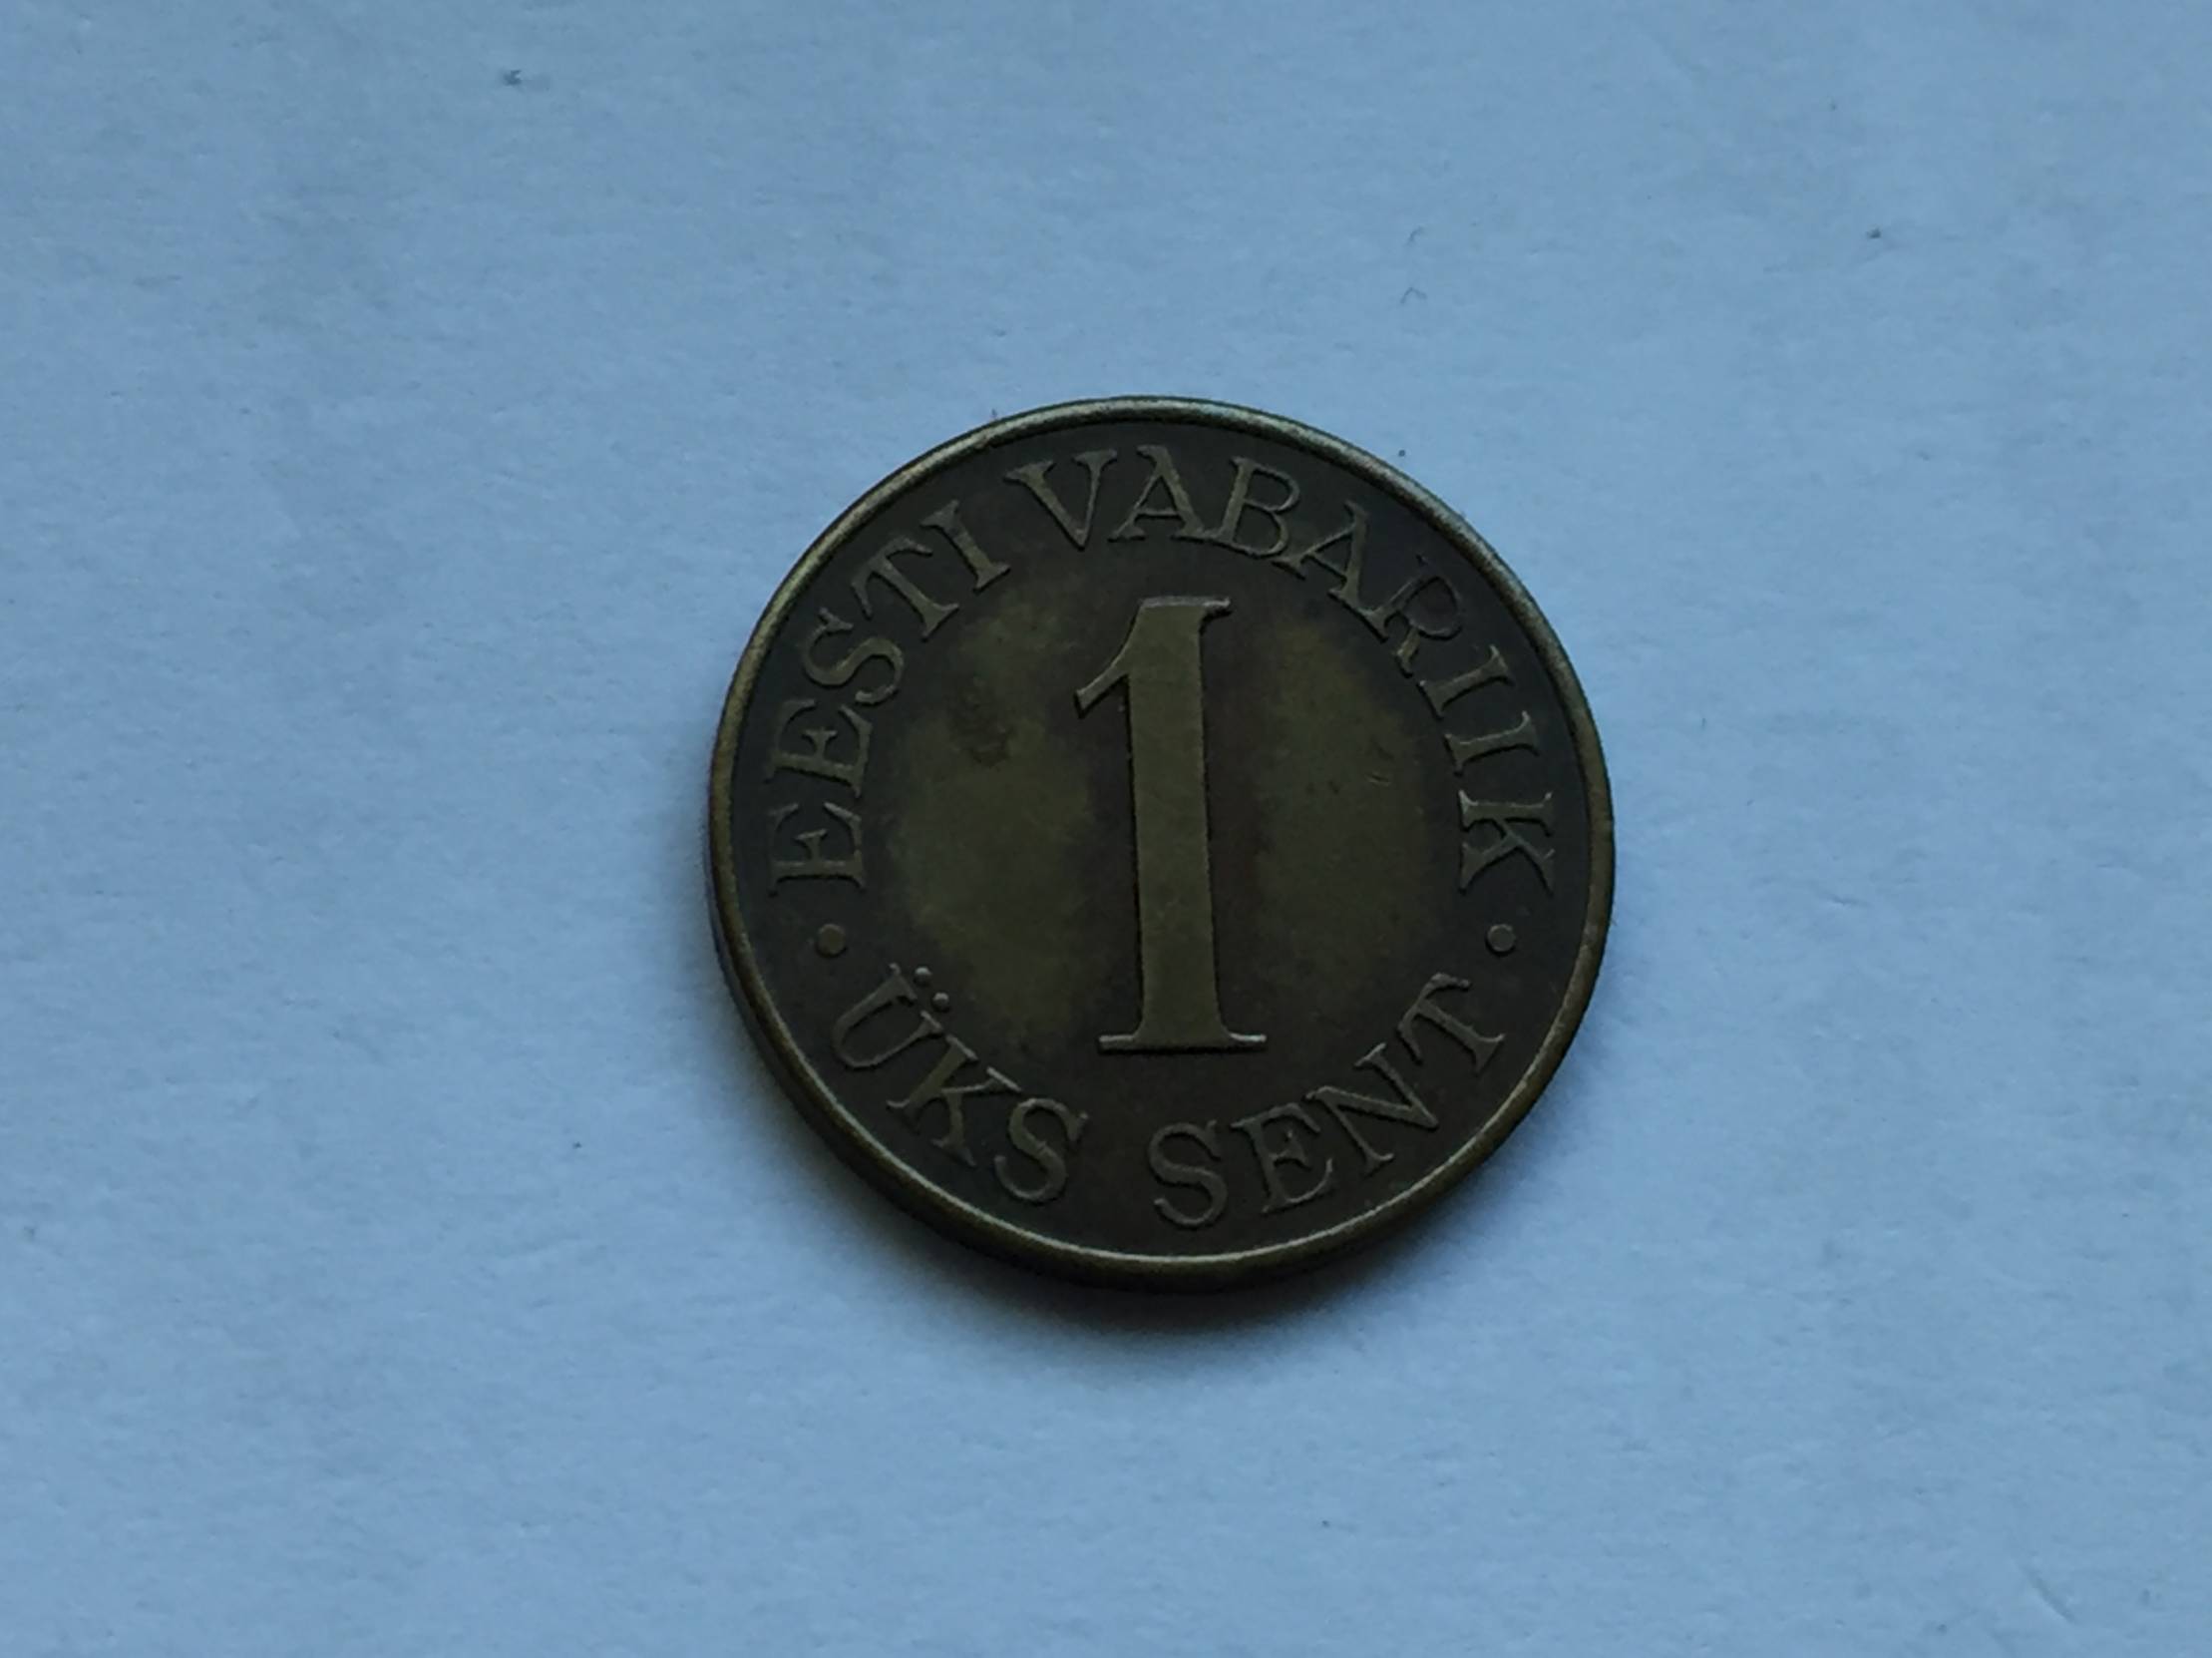 · EESTI VABARIIK ·
1
ÜKS SENT